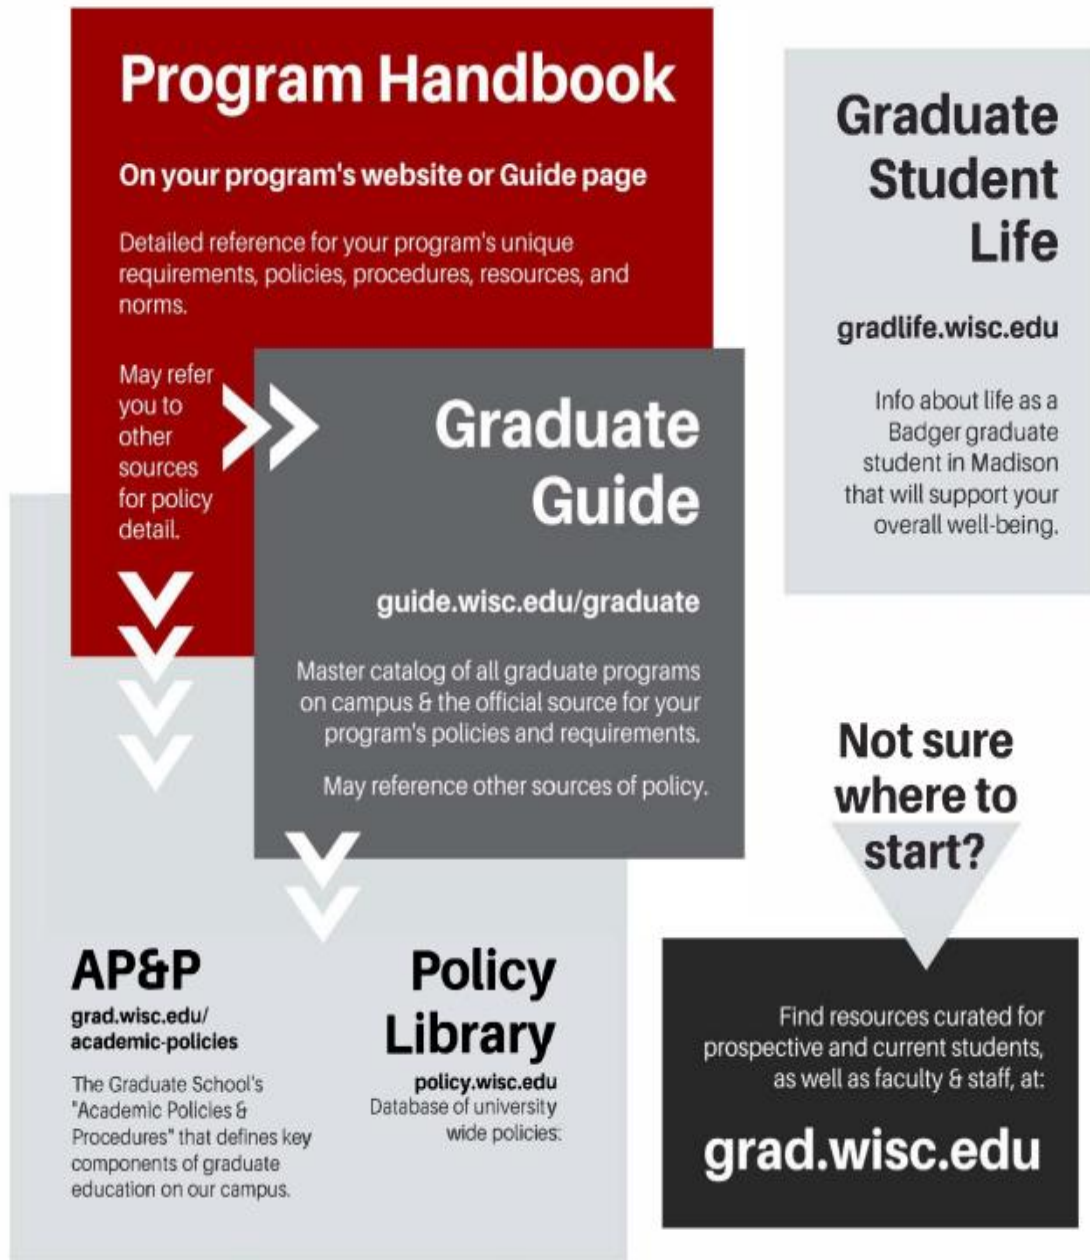 Program Handbook
On your program's website or Guide page
Detailed reference for your program's unique
requirements, policies, procedures, resources, and
norms.
May refer
you to
other
sources
for policy
detail.
Graduate
Guide
guide.wisc.edu/graduate
Master catalog of all graduate programs
on campus & the official source for your
program's policies and requirements.
May reference other sources of policy.
AP&P
grad.wisc.edu/
academic-policies
The Graduate School's
"Academic Policies &
Procedures" that defines key
components of graduate
education on our campus.
Policy
Library
policy.wisc.edu
Database of university
wide policies:
Graduate
Student
Life
gradlife.wisc.edu
Info about life as a
Badger graduate
student in Madison
that will support your
overall well-being.
Not sure
where to
start?
Find resources curated for
prospective and current students,
as well as faculty & staff, at:
grad.wisc.edu